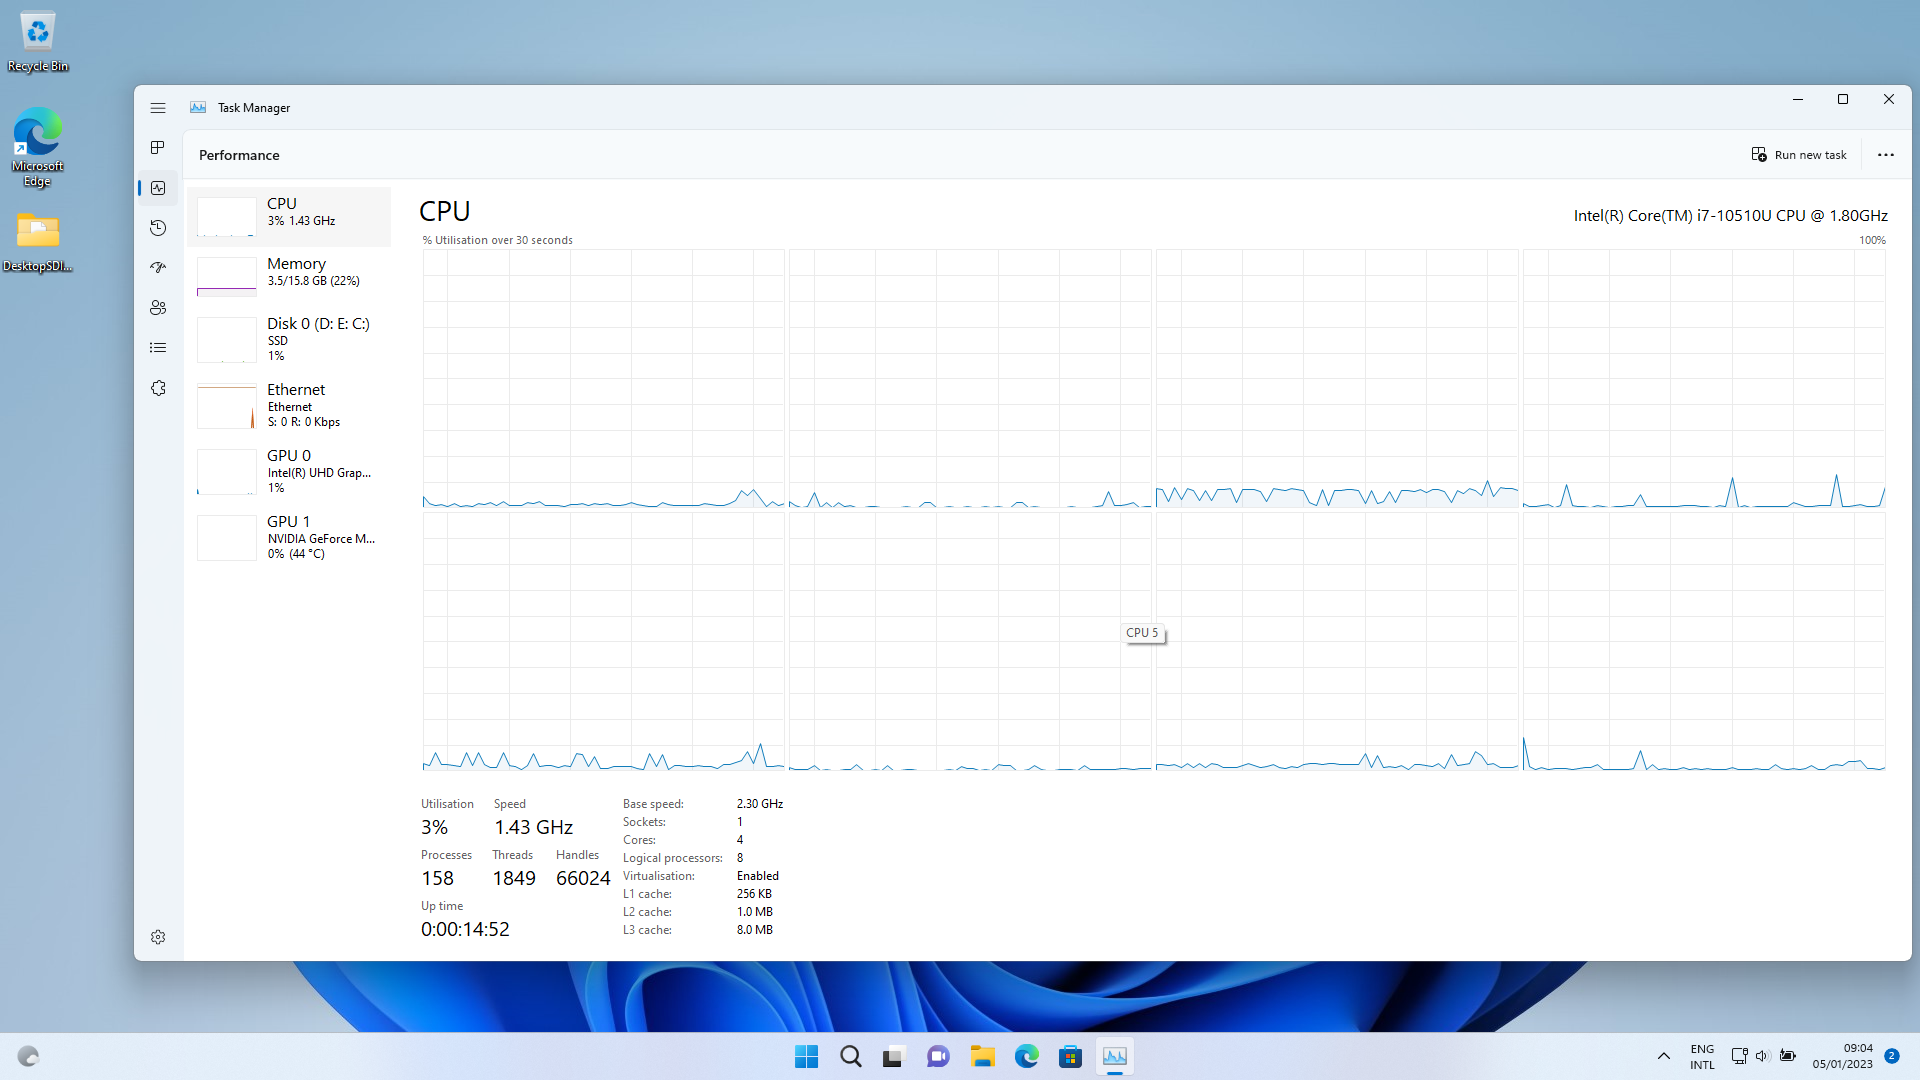 Recycle Bin
Microsoft
Edge
DesktopSDI...
Task Manager
Performance
Run new task
CPU
3% 1.43 GHz
Memory
3.5/15.8 GB (22%)
Disk 0 (D: E: C:)
SSD
1%
Ethernet
Ethernet
S: 0 R: 0 Kbps
GPU 0
Intel(R) UHD Grap...
1%
GPU 1
NVIDIA GeForce M...
0% (44 °C)
CPU
Intel(R) Core(TM) i7-10510U CPU @ 1.80GHz
% Utilisation over 30 seconds
100%
CPU 5
Utilisation Speed
3% 1.43 GHz
Processes Threads Handles
158 1849 66024
Up time
0:00:14:52
Base speed: 2.30 GHz
Sockets: 1
Cores: 4
Logical processors: 8
Virtualisation: Enabled
L1 cache: 256 KB
L2 cache: 1.0 MB
L3 cache: 8.0 MB
ENG
INTL
09:04
05/01/2023
2